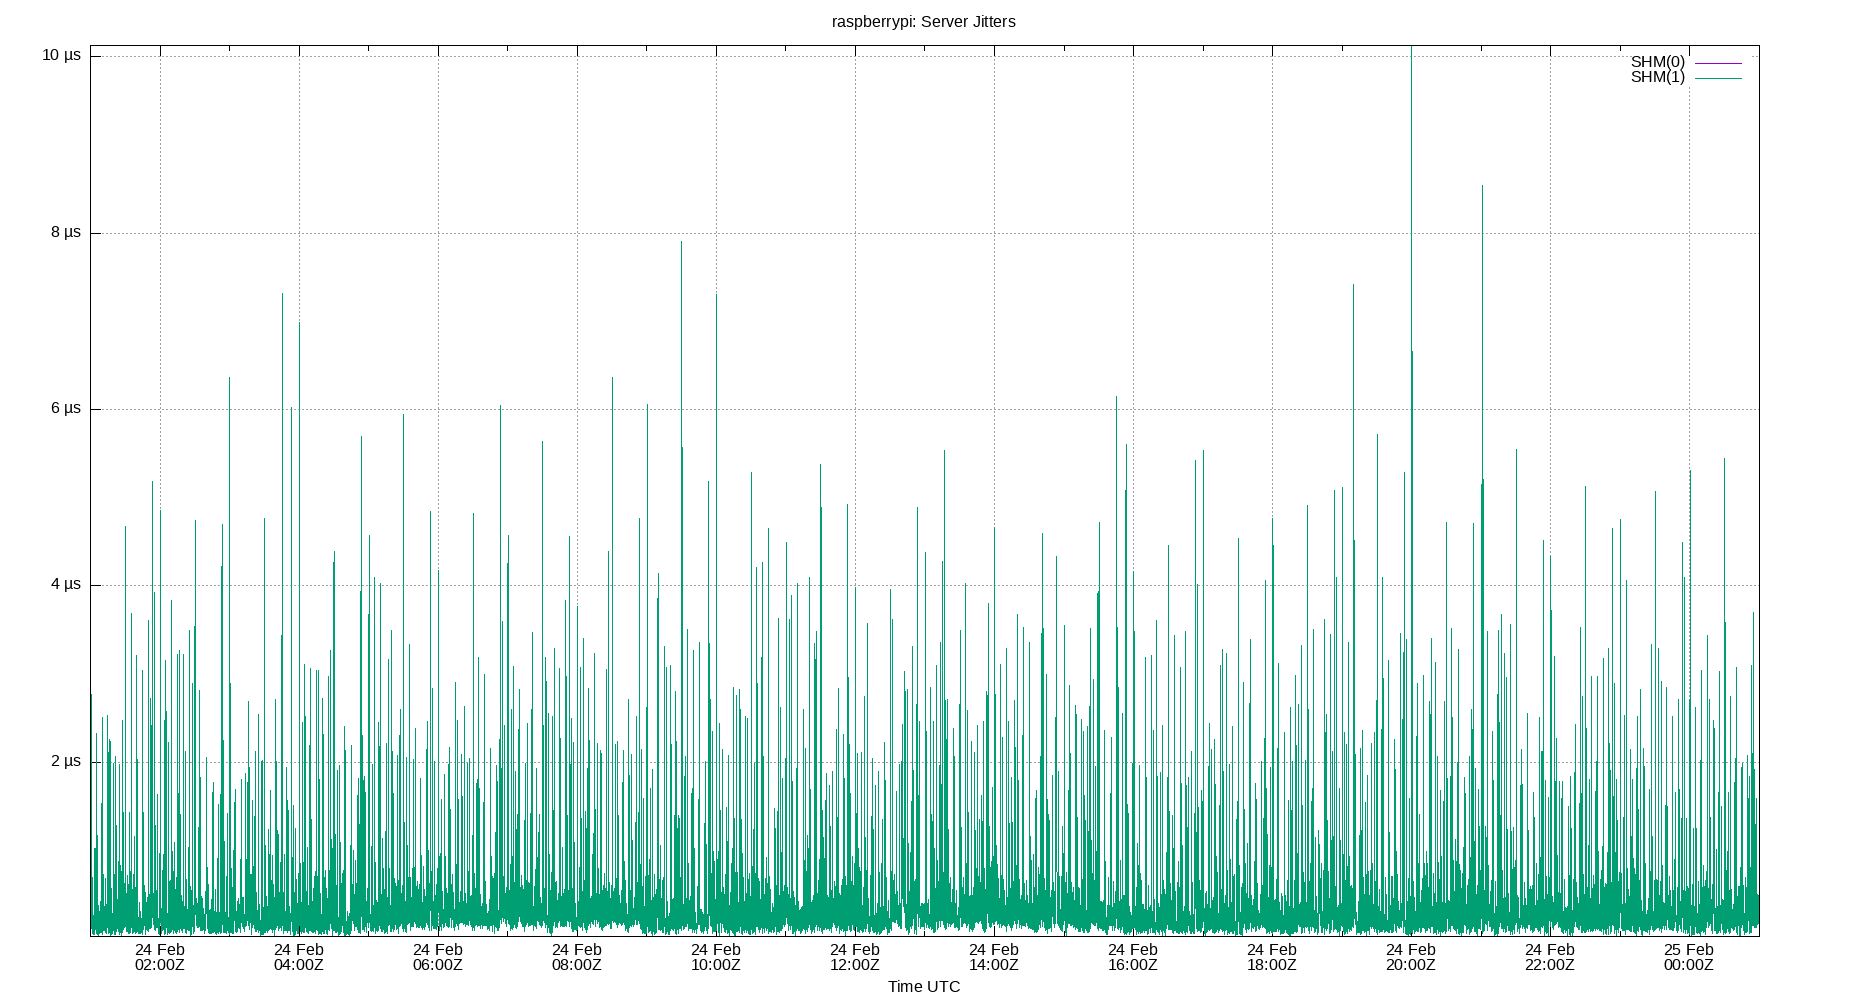 raspberrypi: Server Jitters
10 µs
8 µs
6 µs
4 µs
2 µs
SHM(0)
SHM(1)
24 Feb 24 Feb 24 Feb 24 Feb 24 Feb 24 Feb 24 Feb 24 Feb 24 Feb 24 Feb 24 Feb 25 Feb
02:00Z 04:00Z 06:00Z 08:00Z 10:00Z 12:00Z 14:00Z 16:00Z 18:00Z 20:00Z 22:00Z 00:00Z
Time UTC